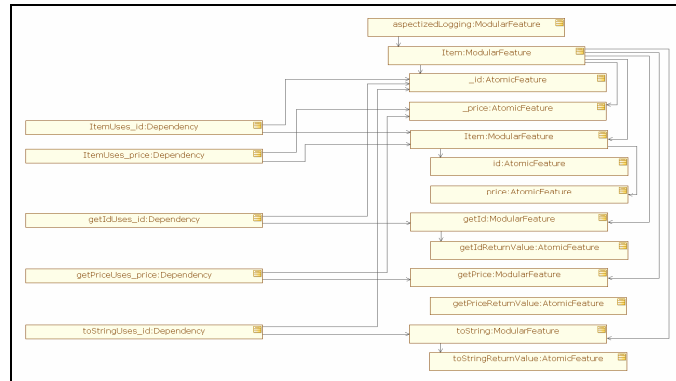 aspectizedLogging:ModularFeature
Item:ModularFeature
_id:AtomicFeature
_price:AtomicFeature
ItemUses_id:Dependency
Item:ModularFeature
ItemUses_price:Dependency
id:AtomicFeature
price:AtomicFeature
getIdUses_id:Dependency
getId:ModularFeature
getIdReturnValue:AtomicFeature
getPriceUses_price:Dependency
getPrice:ModularFeature
getPriceReturnValue:AtomicFeature
toStringUses_id:Dependency
toString:ModularFeature
toStringReturnValue:AtomicFeature